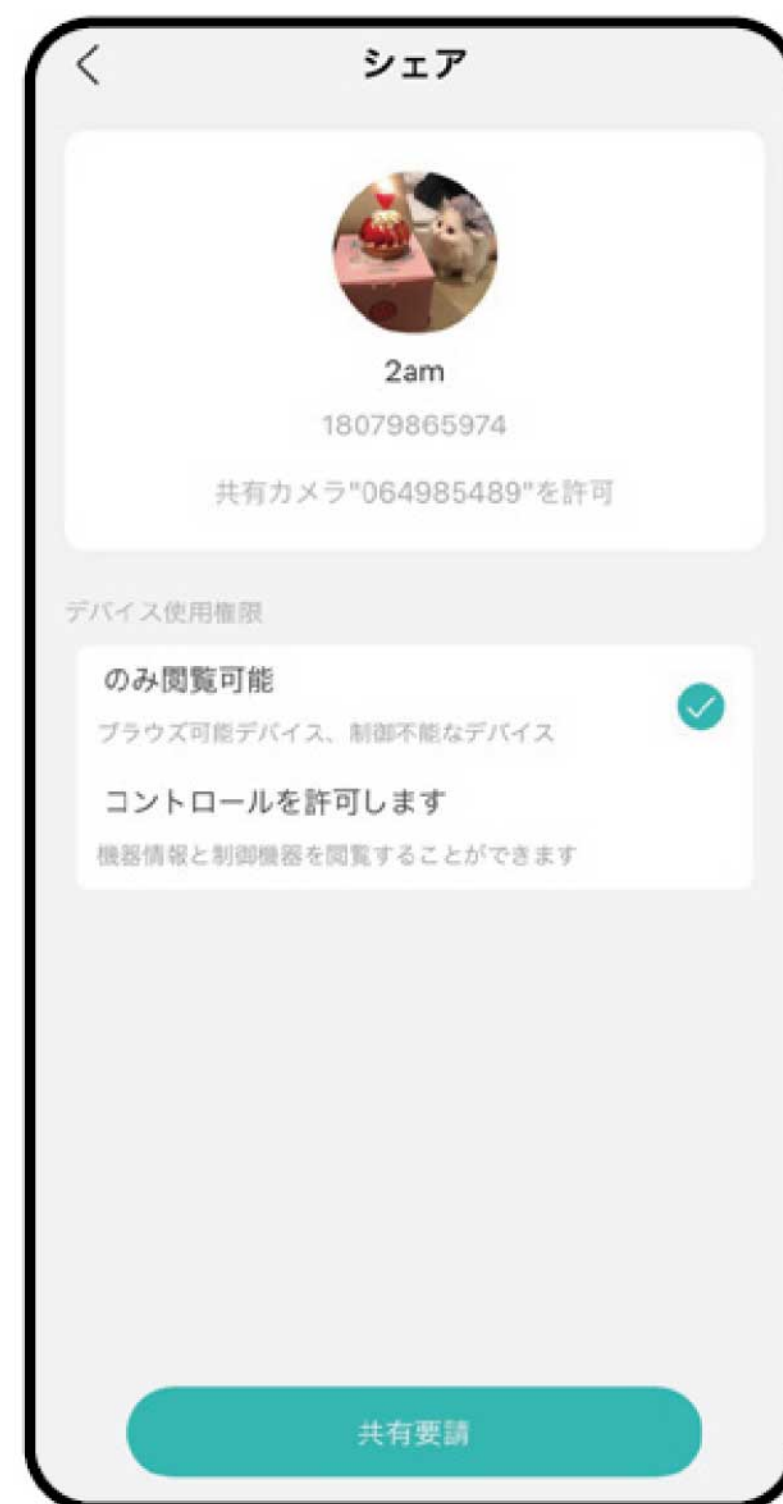 シェア
2am
18079865974
共有カメラ"064985489"を許可
デバイス使用権限
のみ閲覧可能
ブラウズ可能デバイス、制御不能なデバイス
コントロールを許可します
機器情報と制御機器を閲覧することができます
共有要請